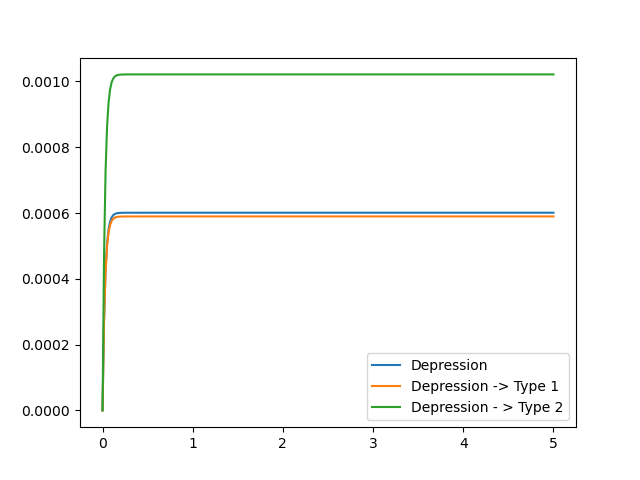 0.0010
0.0008
0.0006
0.0004
0.0002
0.0000
Depression
Depression -> Type 1
Depression - > Type 2
0 1 2 3 4 5